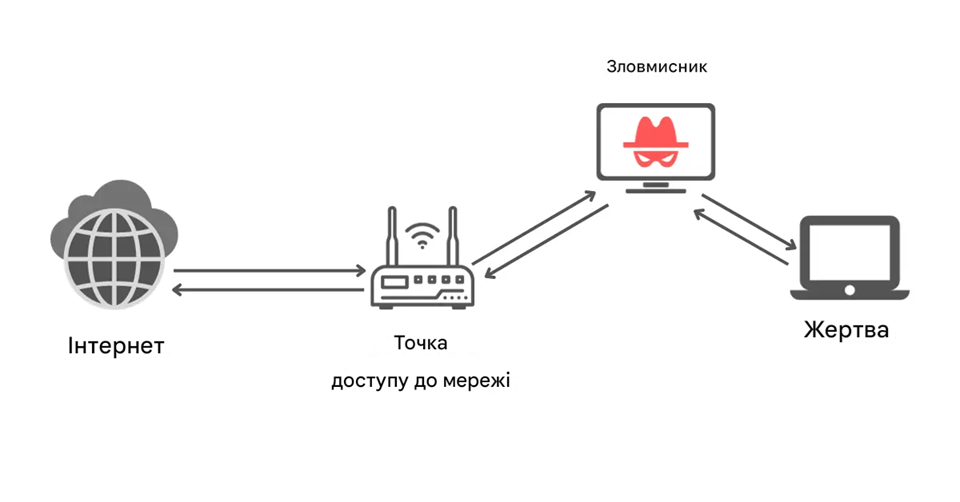 Зловмисник
Інтернет
Точка
доступу до мережі
Жертва